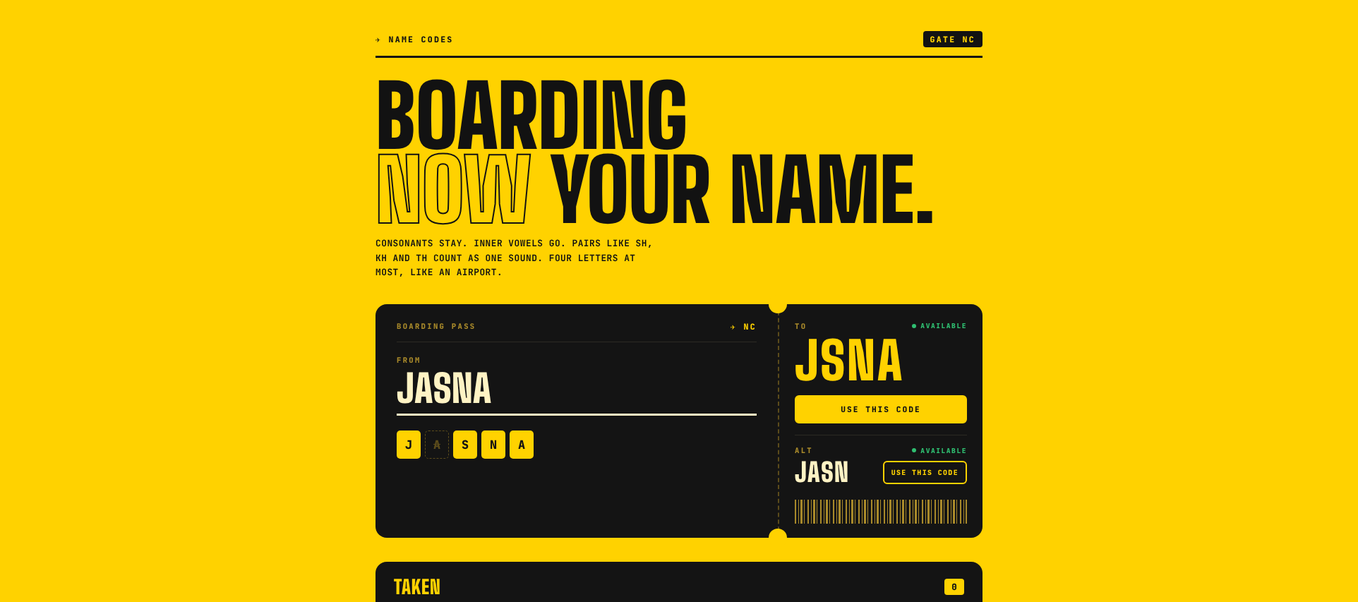 → NAME CODES
GATE NC
BOARDING
NOW YOUR NAME.
CONSONANTS STAY. INNER VOWELS GO. PAIRS LIKE SH,
KH AND TH COUNT AS ONE SOUND. FOUR LETTERS AT
MOST, LIKE AN AIRPORT.
BOARDING PASS
→ NC
FROM
JASNA
J A S N A
TO
AVAILABLE
JSNA
USE THIS CODE
ALT
AVAILABLE
JASN
USE THIS CODE
TAKEN
0